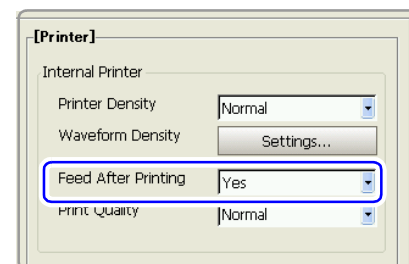 [Printer]
Internal Printer
Printer Density Normal
Waveform Density Settings...
Feed After Printing Yes
Print Quality Normal